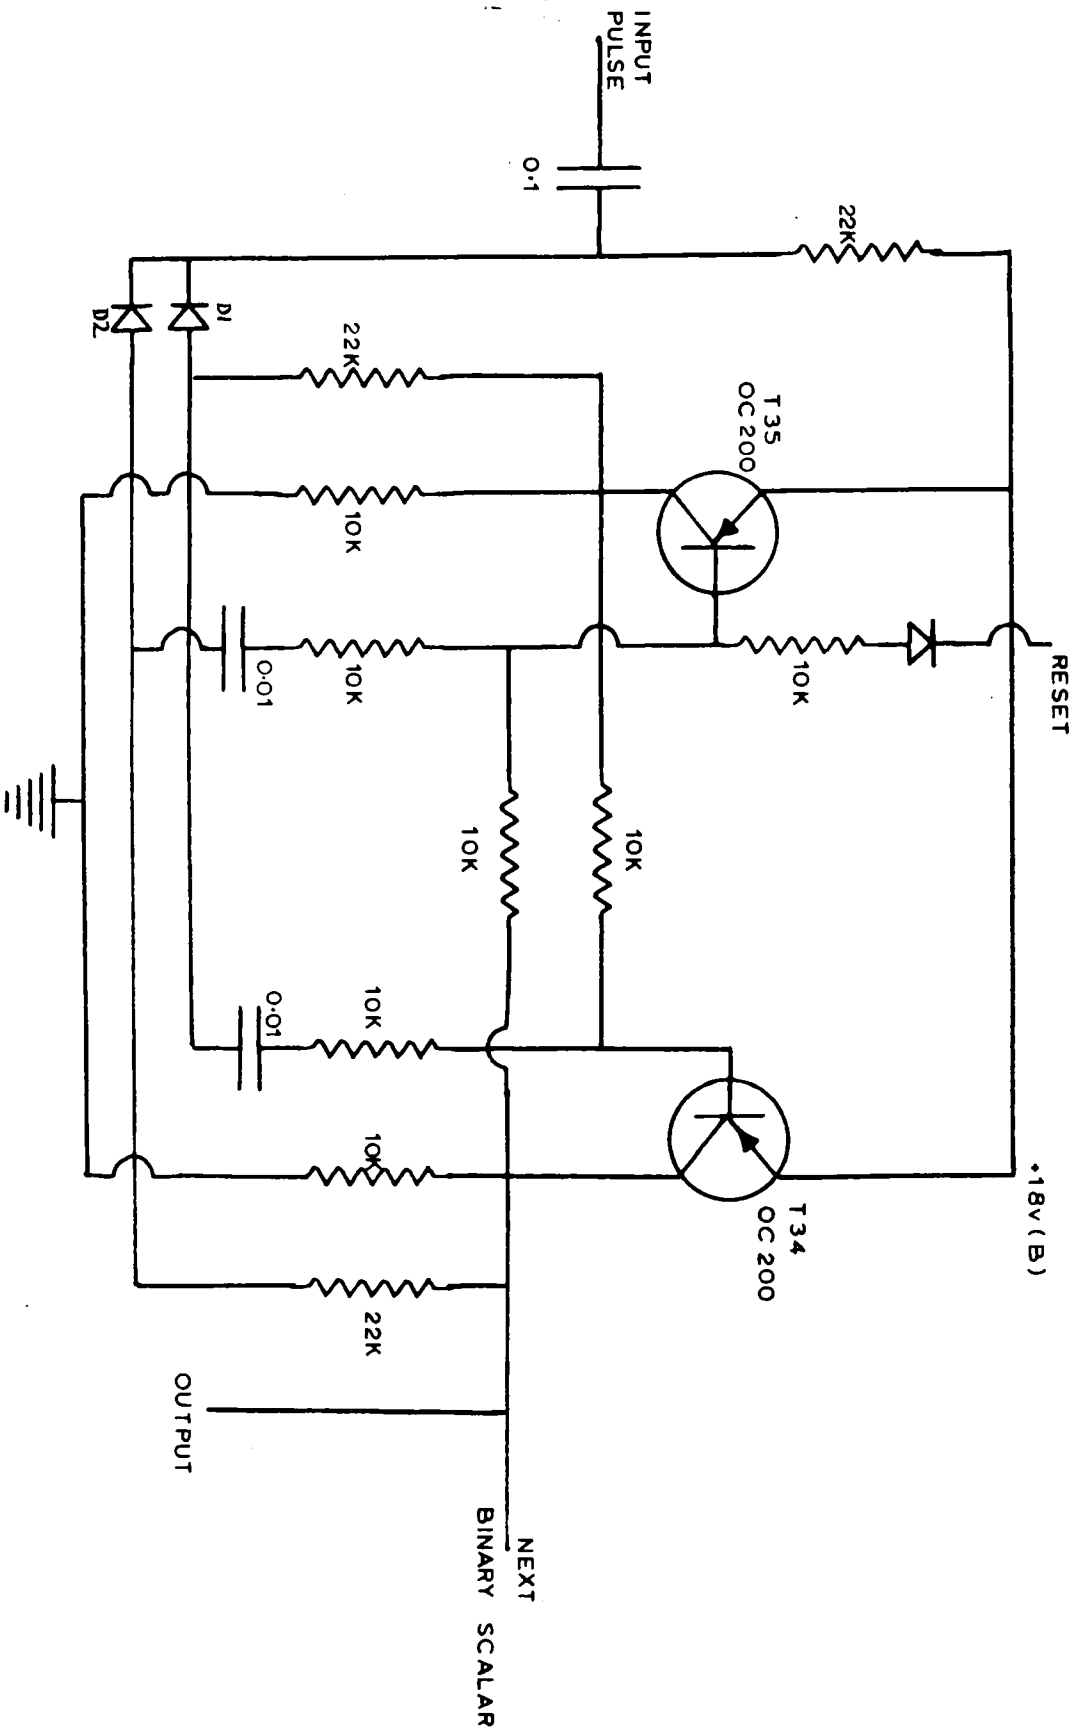 INPUT
PULSE
0·1
22K
D1
D2
22K
T35
OC 200
10K
10K
0·01
10K
RESET
10K
10K
0·01
10K
10K
T34
OC 200
+18v(B)
22K
OUTPUT
NEXT
BINARY SCALAR